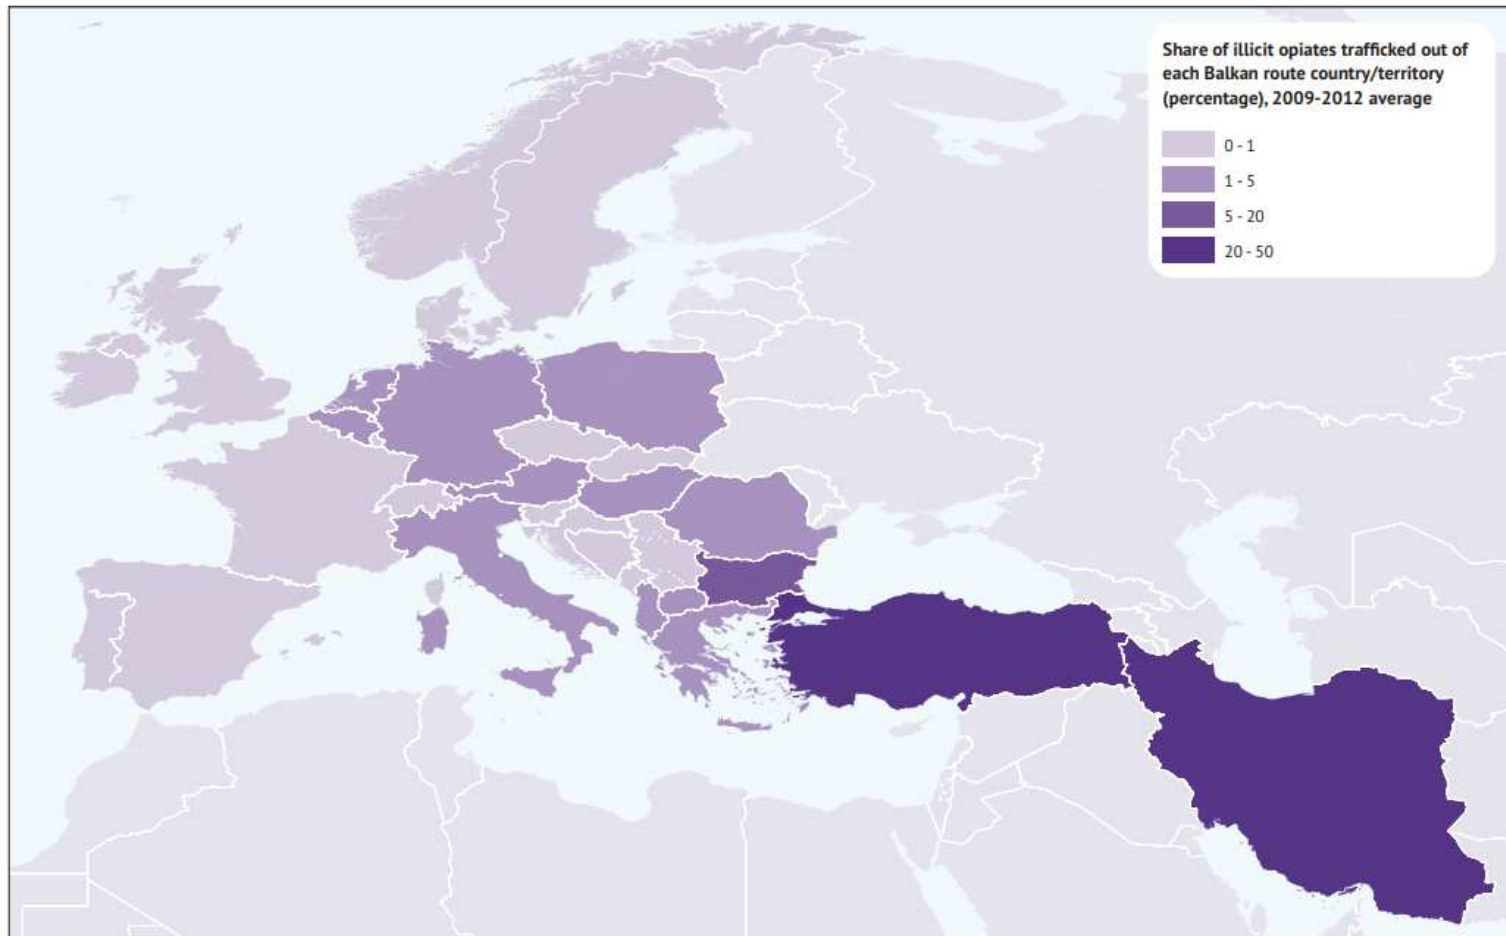 Share of illicit opiates trafficked out of
each Balkan route country/territory
(percentage), 2009-2012 average
0 - 1
1 - 5
5 - 20
20 - 50